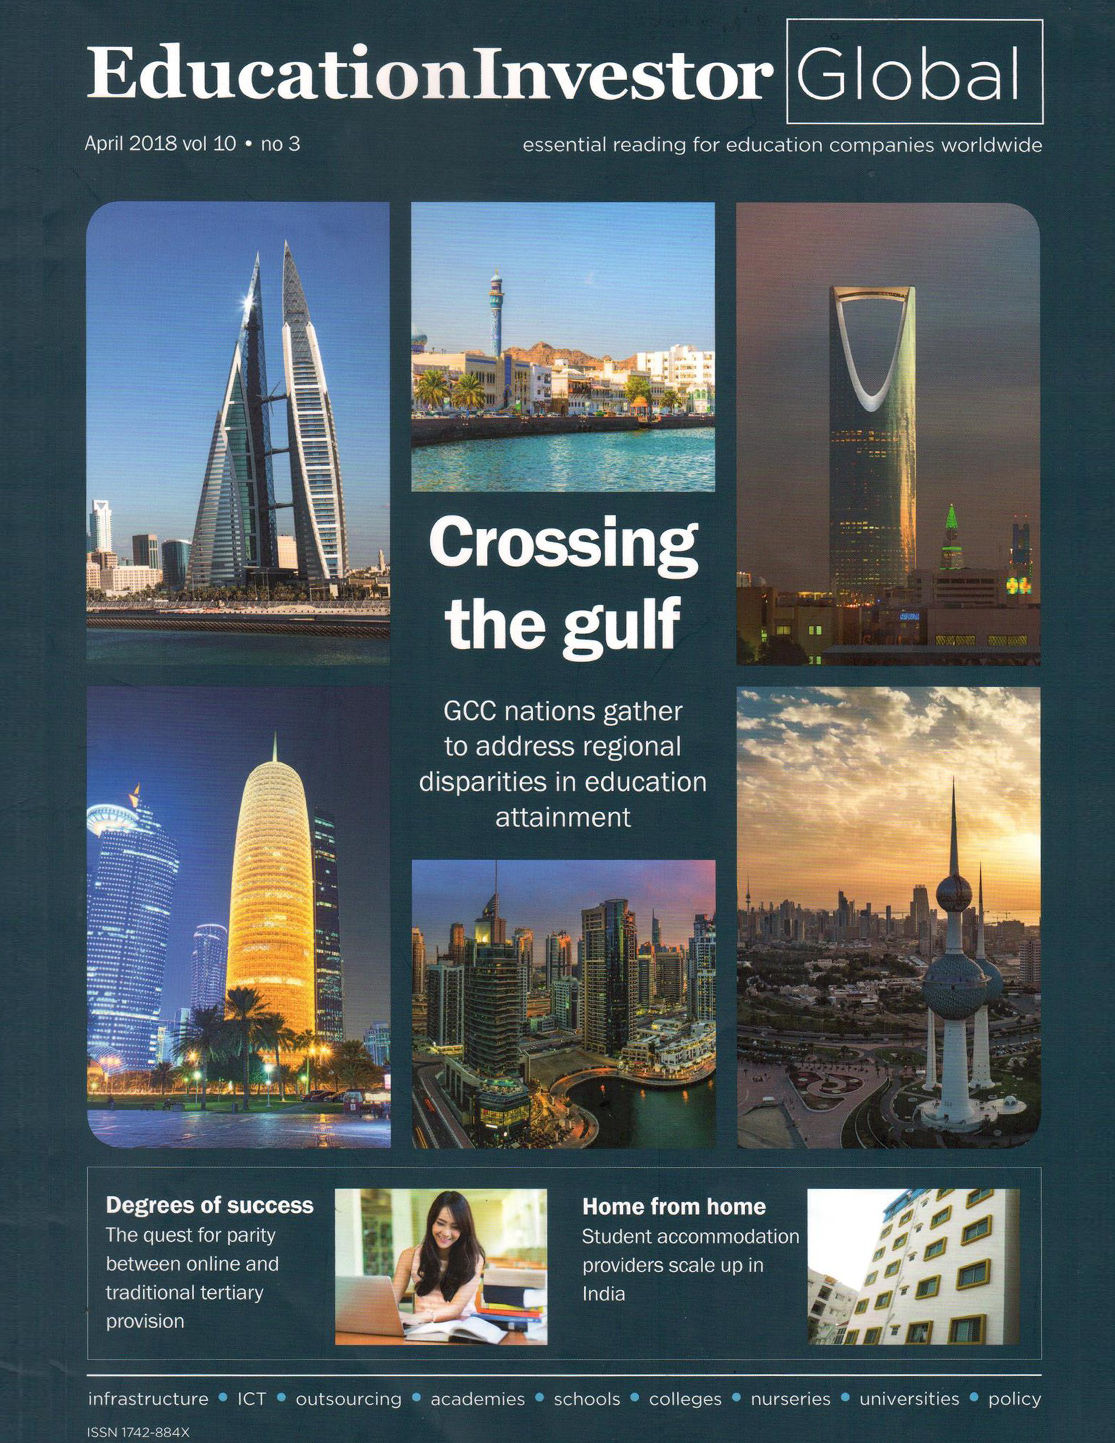 EducationInvestor Global
April 2018 vol 10 • no 3
essential reading for education companies worldwide
Crossing
the gulf
GCC nations gather
to address regional
disparities in education
attainment
Degrees of success
The quest for parity
between online and
traditional tertiary
provision
Home from home
Student accommodation
providers scale up in
India
infrastructure • ICT • outsourcing • academies • schools • colleges • nurseries • universities • policy
ISSN 1742-884X